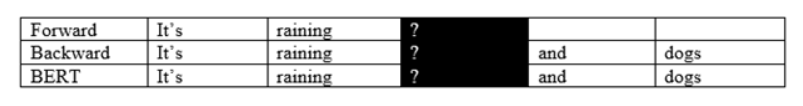 Forward It's raining ?
Backward It's raining ? and dogs
BERT It's raining ? and dogs